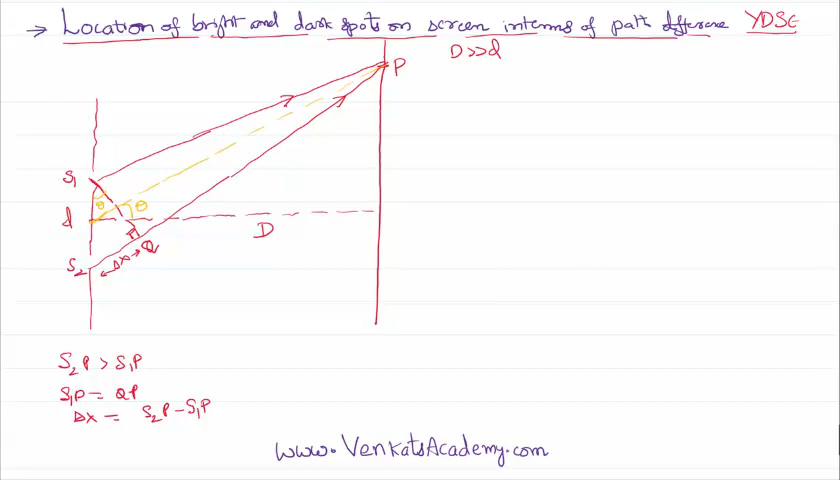 → Location of bright and dark spots on screen interms of path difference YDSE
D>>d
P
S₁
θ
θ
d
D
Q
Δx
S₂
S₂P > S₁P
S₁P = QP
Δx = S₂P – S₁P
www.VenkatsAcademy.com